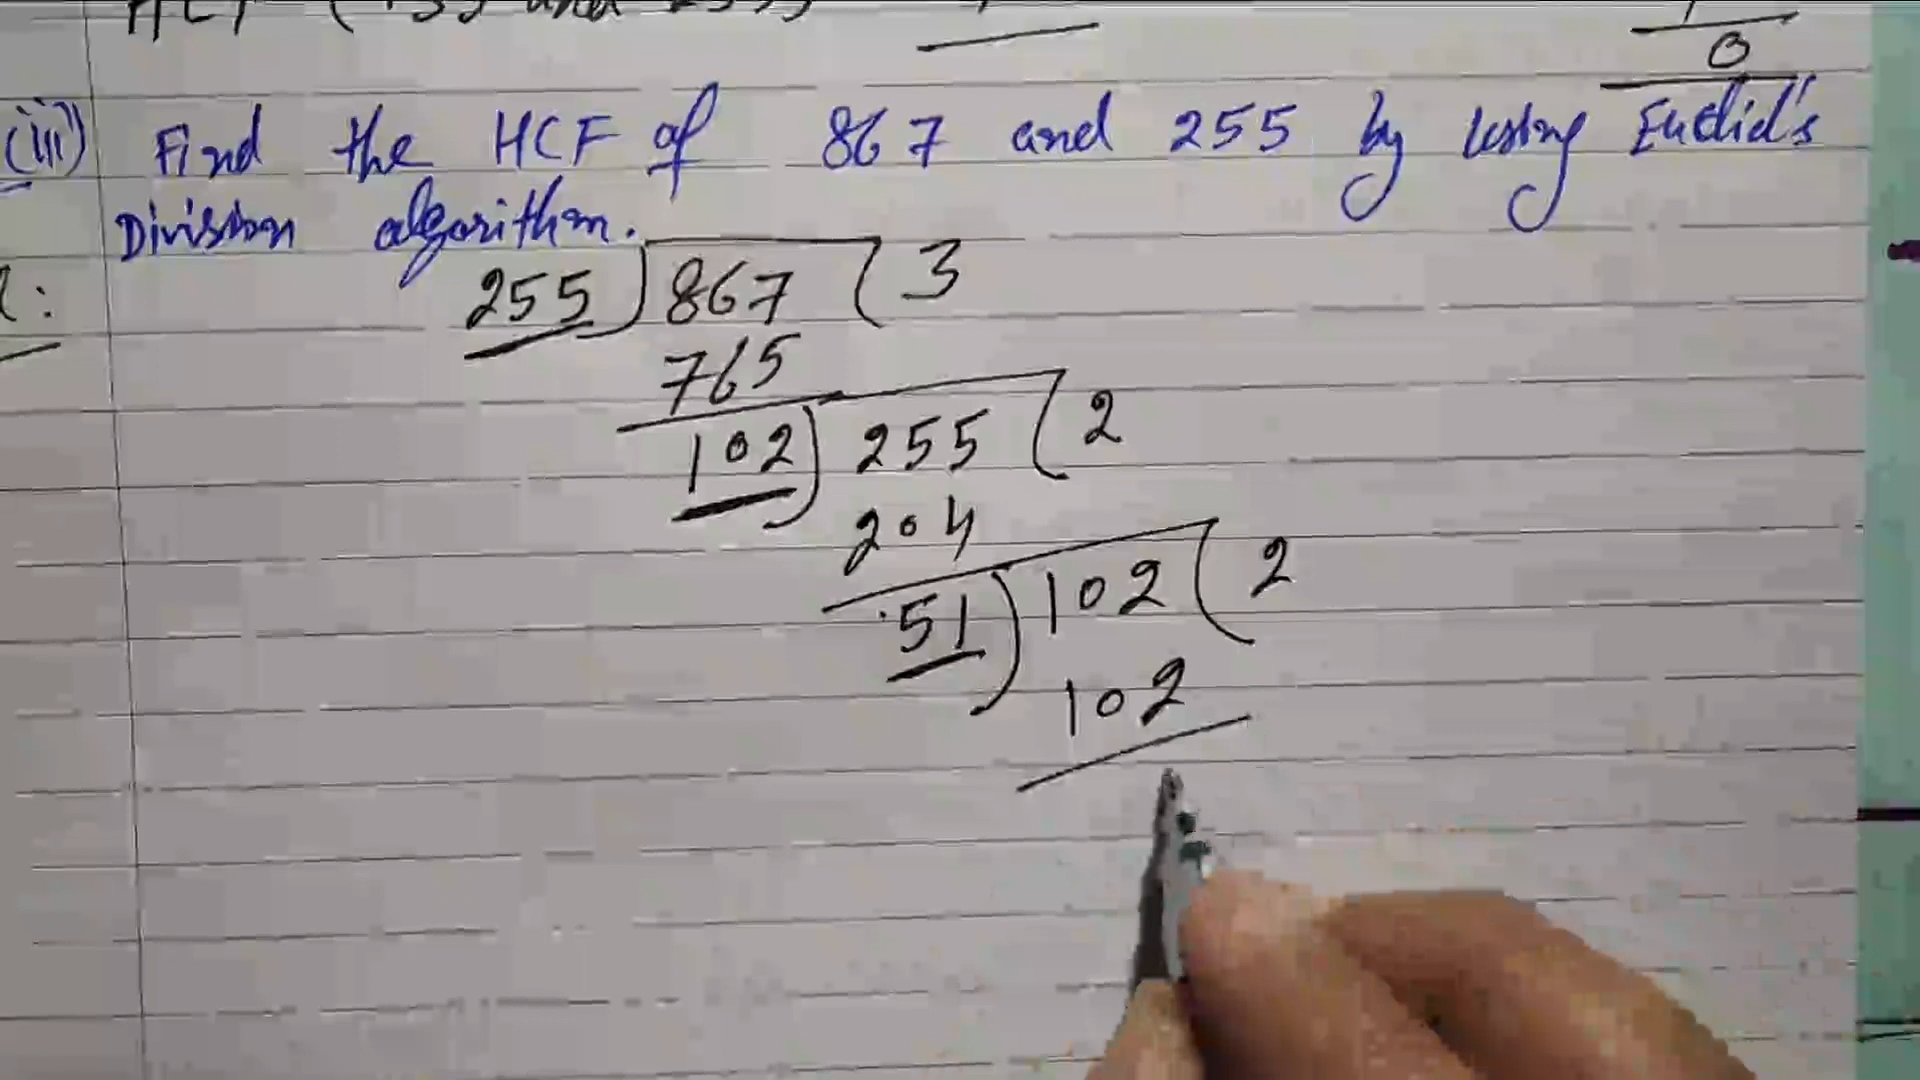 0
(iii) Find the HCF of 867 and 255 by using Euclid's
Division algorithm.
255) 867 (3
765
102) 255 (2
204
51) 102 (2
102